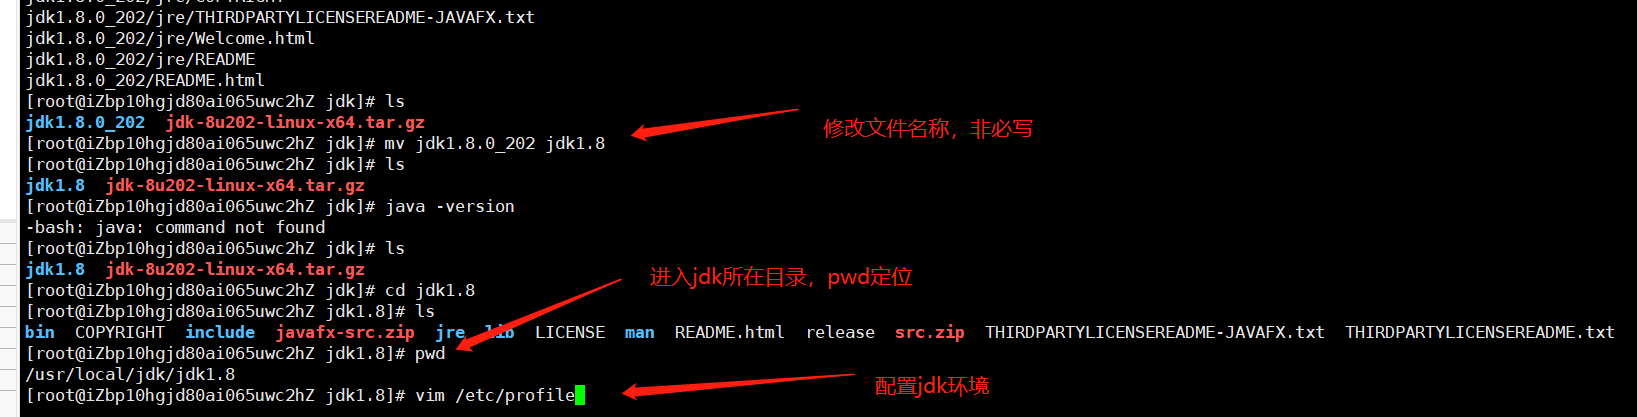 jdk1.8.0_202/jre/COPYRIGHT
jdk1.8.0_202/jre/THIRDPARTYLICENSEREADME-JAVAFX.txt
jdk1.8.0_202/jre/Welcome.html
jdk1.8.0_202/jre/README
jdk1.8.0_202/README.html
[root@iZbp10hgjd80ai065uwc2hZ jdk]# ls
jdk1.8.0_202  jdk-8u202-linux-x64.tar.gz
[root@iZbp10hgjd80ai065uwc2hZ jdk]# mv jdk1.8.0_202 jdk1.8
修改文件名称，非必写
[root@iZbp10hgjd80ai065uwc2hZ jdk]# ls
jdk1.8  jdk-8u202-linux-x64.tar.gz
[root@iZbp10hgjd80ai065uwc2hZ jdk]# java -version
-bash: java: command not found
[root@iZbp10hgjd80ai065uwc2hZ jdk]# ls
jdk1.8  jdk-8u202-linux-x64.tar.gz
进入jdk所在目录，pwd定位
[root@iZbp10hgjd80ai065uwc2hZ jdk]# cd jdk1.8
[root@iZbp10hgjd80ai065uwc2hZ jdk1.8]# ls
bin  COPYRIGHT  include  javafx-src.zip  jre  lib  LICENSE  man  README.html  release  src.zip  THIRDPARTYLICENSEREADME-JAVAFX.txt  THIRDPARTYLICENSEREADME.txt
[root@iZbp10hgjd80ai065uwc2hZ jdk1.8]# pwd
/usr/local/jdk/jdk1.8
[root@iZbp10hgjd80ai065uwc2hZ jdk1.8]# vim /etc/profile
配置jdk环境